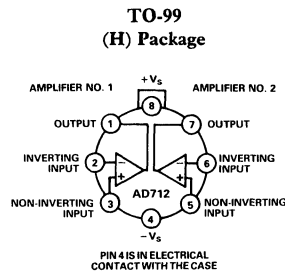 TO-99
(H) Package
+VS
AMPLIFIER NO. 1
AMPLIFIER NO. 2
8
OUTPUT
1
7
OUTPUT
INVERTING
INPUT
2
−
−
6
INVERTING
INPUT
+
+
AD712
NON-INVERTING
INPUT
3
5
NON-INVERTING
INPUT
4
−VS
PIN 4 IS IN ELECTRICAL
CONTACT WITH THE CASE